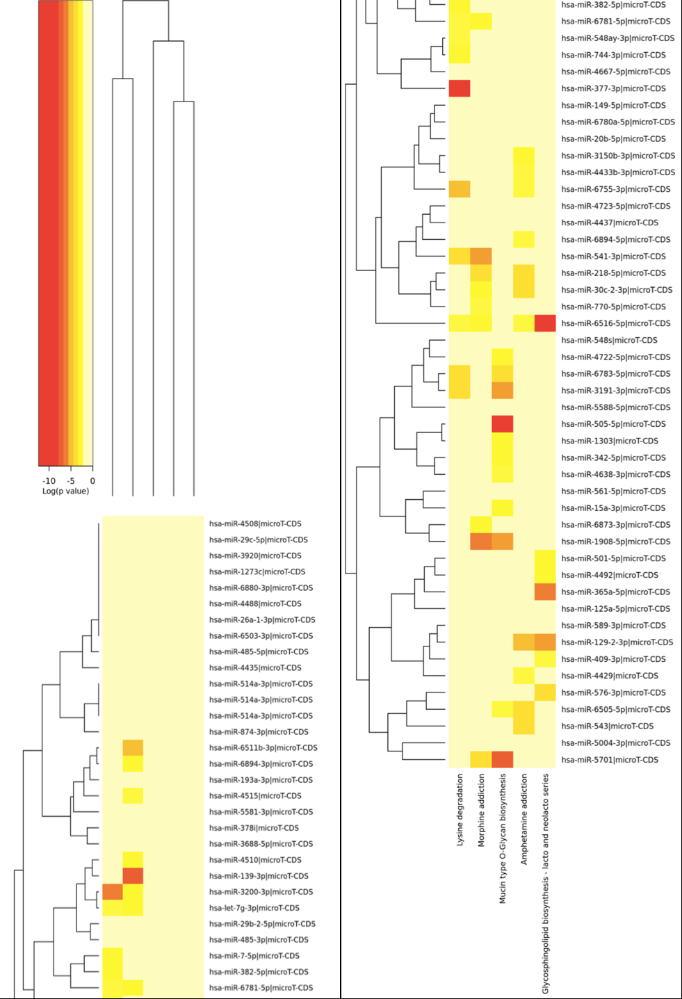 -10 -5 0
Log(p value)
hsa-miR-4508|microT-CDS
hsa-miR-29c-5p|microT-CDS
hsa-miR-3920|microT-CDS
hsa-miR-1273c|microT-CDS
hsa-miR-6880-3p|microT-CDS
hsa-miR-4488|microT-CDS
hsa-miR-26a-1-3p|microT-CDS
hsa-miR-6503-3p|microT-CDS
hsa-miR-485-5p|microT-CDS
hsa-miR-4435|microT-CDS
hsa-miR-514a-3p|microT-CDS
hsa-miR-514a-3p|microT-CDS
hsa-miR-514a-3p|microT-CDS
hsa-miR-874-3p|microT-CDS
hsa-miR-6511b-3p|microT-CDS
hsa-miR-6894-3p|microT-CDS
hsa-miR-193a-3p|microT-CDS
hsa-miR-4515|microT-CDS
hsa-miR-5581-3p|microT-CDS
hsa-miR-378i|microT-CDS
hsa-miR-3688-5p|microT-CDS
hsa-miR-4510|microT-CDS
hsa-miR-139-3p|microT-CDS
hsa-miR-3200-3p|microT-CDS
hsa-let-7g-3p|microT-CDS
hsa-miR-29b-2-5p|microT-CDS
hsa-miR-485-3p|microT-CDS
hsa-miR-7-5p|microT-CDS
hsa-miR-382-5p|microT-CDS
hsa-miR-6781-5p|microT-CDS
hsa-miR-382-5p|microT-CDS
hsa-miR-6781-5p|microT-CDS
hsa-miR-548ay-3p|microT-CDS
hsa-miR-744-3p|microT-CDS
hsa-miR-4667-5p|microT-CDS
hsa-miR-377-3p|microT-CDS
hsa-miR-149-5p|microT-CDS
hsa-miR-6780a-5p|microT-CDS
hsa-miR-20b-5p|microT-CDS
hsa-miR-3150b-3p|microT-CDS
hsa-miR-4433b-3p|microT-CDS
hsa-miR-6755-3p|microT-CDS
hsa-miR-4723-5p|microT-CDS
hsa-miR-4437|microT-CDS
hsa-miR-6894-5p|microT-CDS
hsa-miR-541-3p|microT-CDS
hsa-miR-218-5p|microT-CDS
hsa-miR-30c-2-3p|microT-CDS
hsa-miR-770-5p|microT-CDS
hsa-miR-6516-5p|microT-CDS
hsa-miR-548s|microT-CDS
hsa-miR-4722-5p|microT-CDS
hsa-miR-6783-5p|microT-CDS
hsa-miR-3191-3p|microT-CDS
hsa-miR-5588-5p|microT-CDS
hsa-miR-505-5p|microT-CDS
hsa-miR-1303|microT-CDS
hsa-miR-342-5p|microT-CDS
hsa-miR-4638-3p|microT-CDS
hsa-miR-561-5p|microT-CDS
hsa-miR-15a-3p|microT-CDS
hsa-miR-6873-3p|microT-CDS
hsa-miR-1908-5p|microT-CDS
hsa-miR-501-5p|microT-CDS
hsa-miR-4492|microT-CDS
hsa-miR-365a-5p|microT-CDS
hsa-miR-125a-5p|microT-CDS
hsa-miR-589-3p|microT-CDS
hsa-miR-129-2-3p|microT-CDS
hsa-miR-409-3p|microT-CDS
hsa-miR-4429|microT-CDS
hsa-miR-576-3p|microT-CDS
hsa-miR-6505-5p|microT-CDS
hsa-miR-543|microT-CDS
hsa-miR-5004-3p|microT-CDS
hsa-miR-5701|microT-CDS
Lysine degradation
Morphine addiction
Mucin type O-Glycan biosynthesis
Amphetamine addiction
Glycosphingolipid biosynthesis - lacto and neolacto series